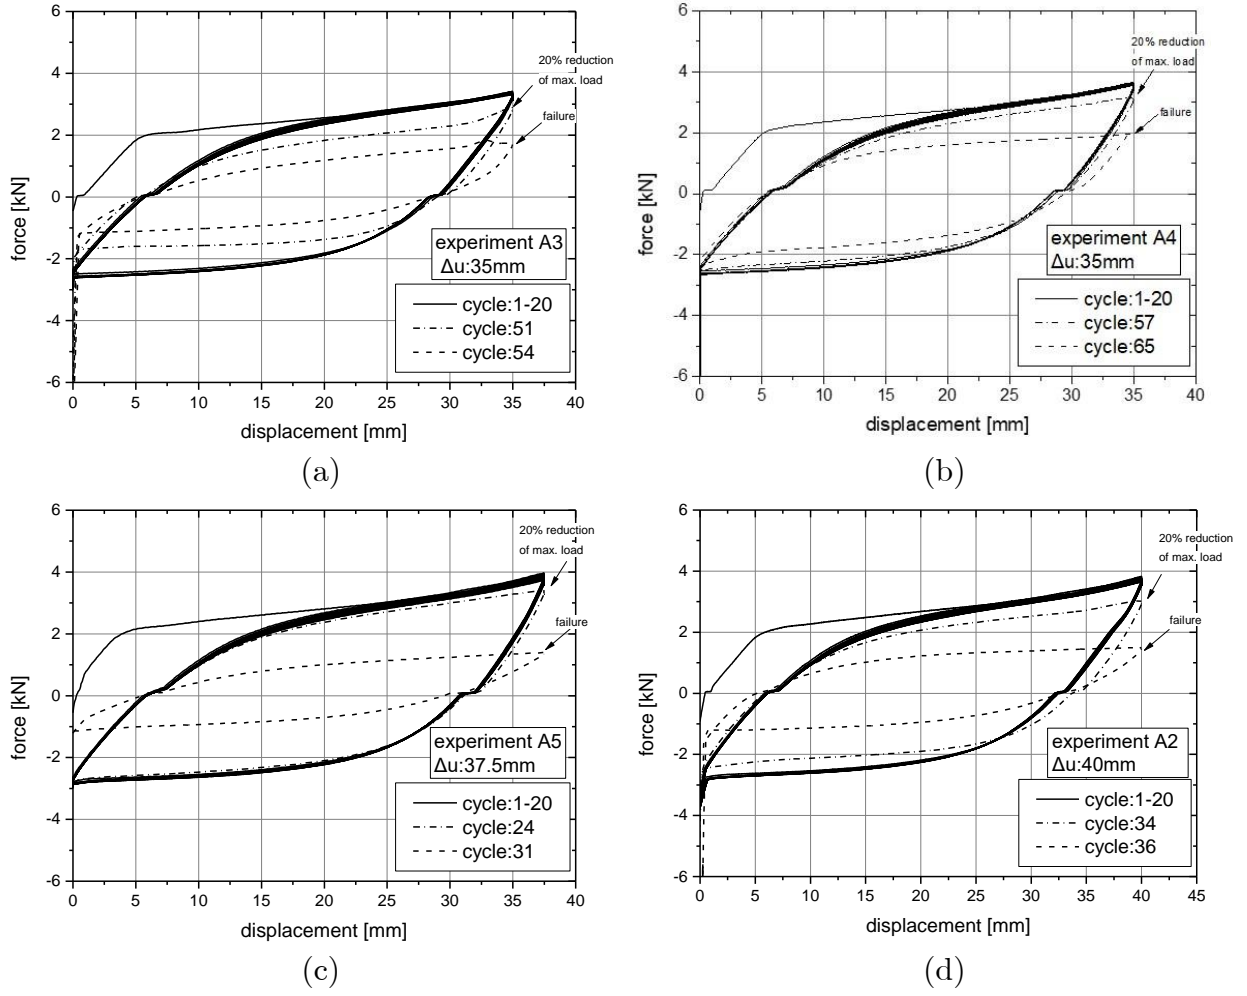 6
4
2
0
-2
-4
-6
0 5 10 15 20 25 30 35 40
force [kN]
displacement [mm]
20% reduction
of max. load
failure
experiment A3
Δu:35mm
cycle:1-20
cycle:51
cycle:54
(a)
6
4
2
0
-2
-4
-6
0 5 10 15 20 25 30 35 40
force [kN]
displacement [mm]
20% reduction
of max. load
failure
experiment A4
Δu:35mm
cycle:1-20
cycle:57
cycle:65
(b)
6
4
2
0
-2
-4
-6
0 5 10 15 20 25 30 35 40
force [kN]
displacement [mm]
20% reduction
of max. load
failure
experiment A5
Δu:37.5mm
cycle:1-20
cycle:24
cycle:31
(c)
6
4
2
0
-2
-4
-6
0 5 10 15 20 25 30 35 40 45
force [kN]
displacement [mm]
20% reduction
of max. load
failure
experiment A2
Δu:40mm
cycle:1-20
cycle:34
cycle:36
(d)